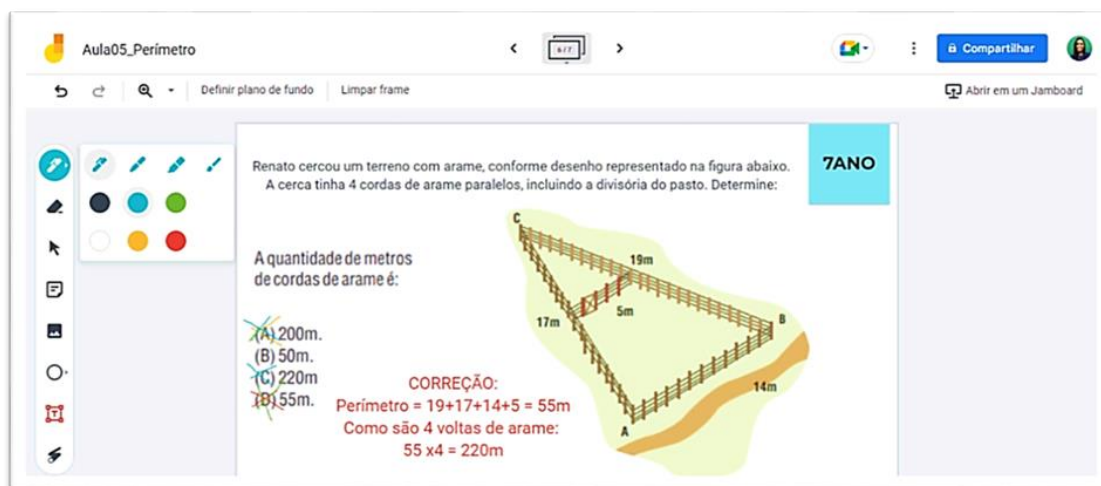 Aula05_Perímetro
6 / 7
Compartilhar
Definir plano de fundo
Limpar frame
Abrir em um Jamboard
Renato cercou um terreno com arame, conforme desenho representado na figura abaixo.
A cerca tinha 4 cordas de arame paralelos, incluindo a divisória do pasto. Determine:
7ANO
A quantidade de metros
de cordas de arame é:
(A) 200m.
(B) 50m.
(C) 220m
(B) 55m.
C
19m
5m
17m
B
14m
A
CORREÇÃO:
Perímetro = 19+17+14+5 = 55m
Como são 4 voltas de arame:
55 x4 = 220m